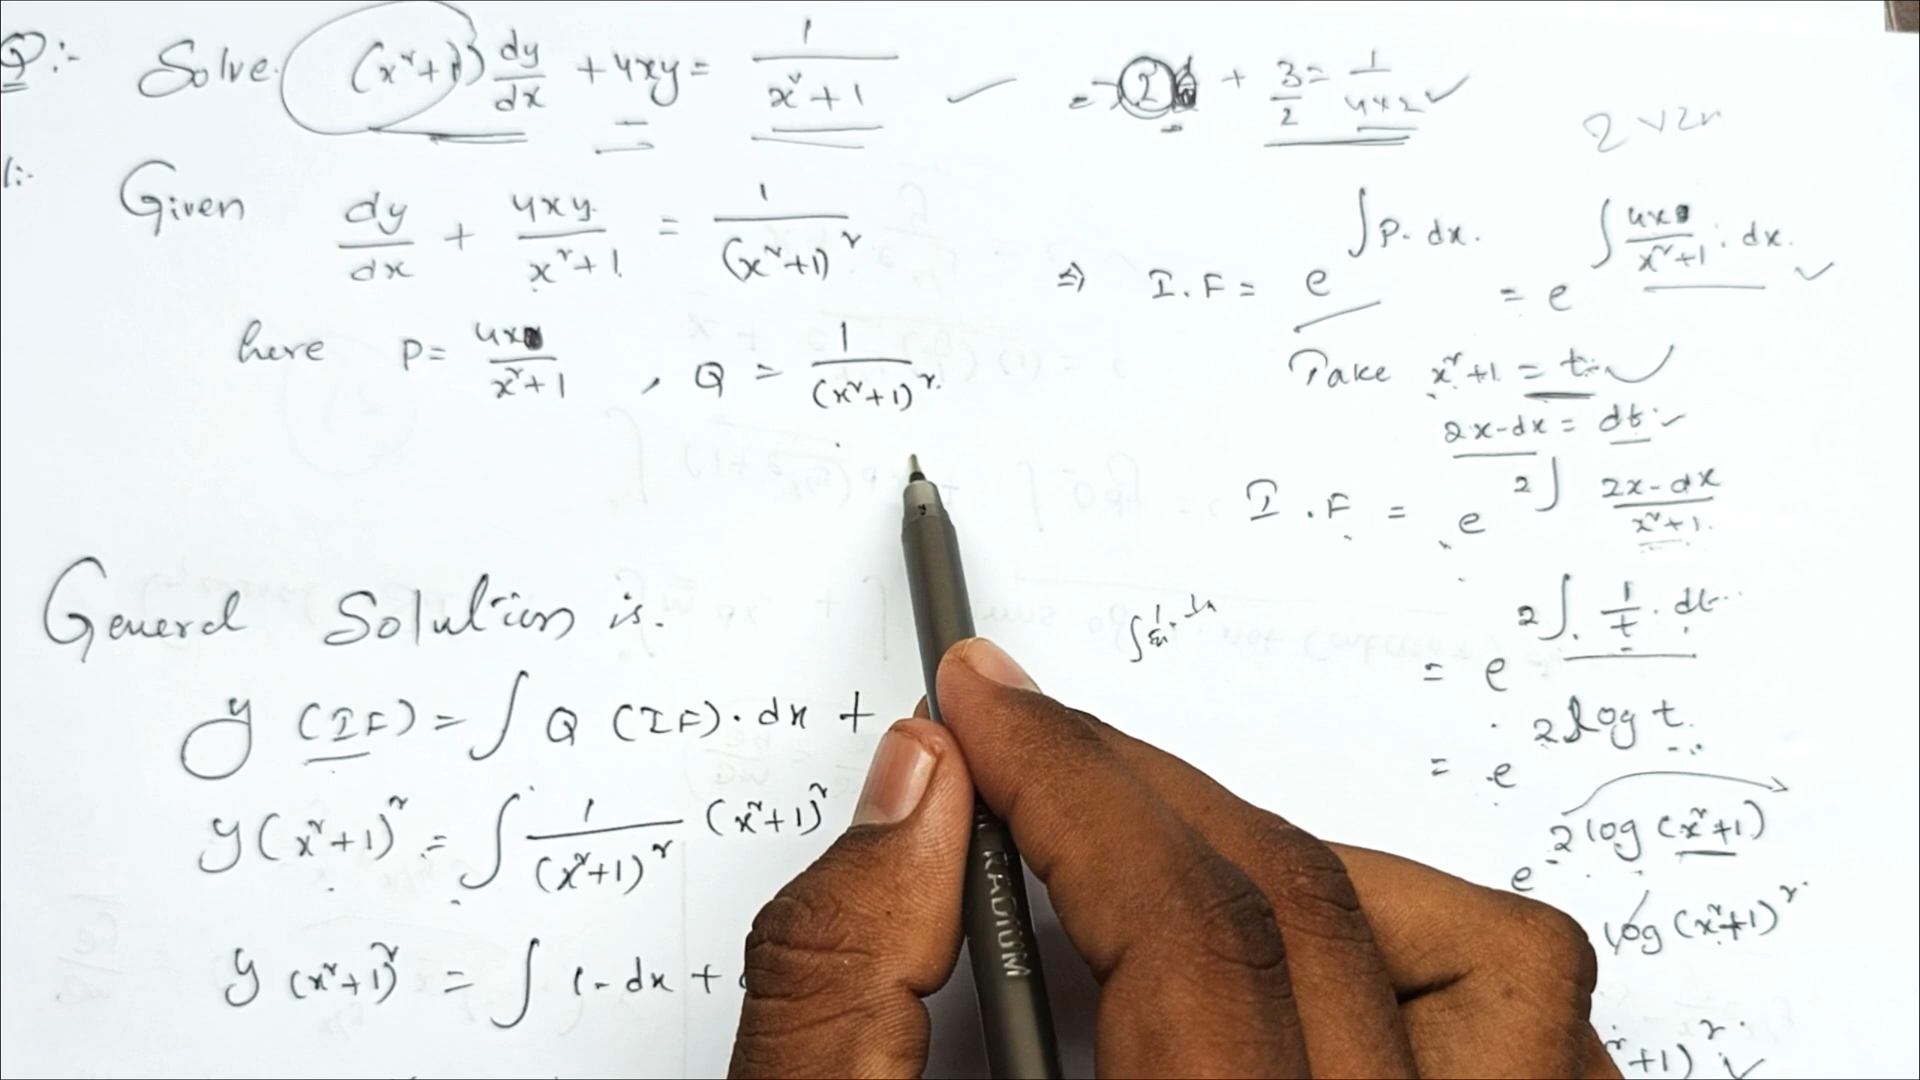 Q:- Solve (x²+1) dy/dx + 4xy = 1/(x²+1)
+ 3/2 = 1/(4×2)
Given dy/dx + 4xy/(x²+1) = 1/(x²+1)²
here P = 4x/(x²+1) , Q = 1/(x²+1)²
General Solution is.
y (IF) = ∫ Q (IF). dx +
y(x²+1)² = ∫ 1/(x²+1)² (x²+1)²
y (x²+1)² = ∫ 1. dx +
⇒ I.F = e^∫P. dx. = e^∫4x/(x²+1). dx.
Take x²+1 = t
2x-dx = dt
I.F = e^2∫ 2x-dx/(x²+1).
= e^2∫ 1/t . dt
= e^2log t.
e^2log (x²+1)
log (x²+1)²
²+1)²
RADIUM